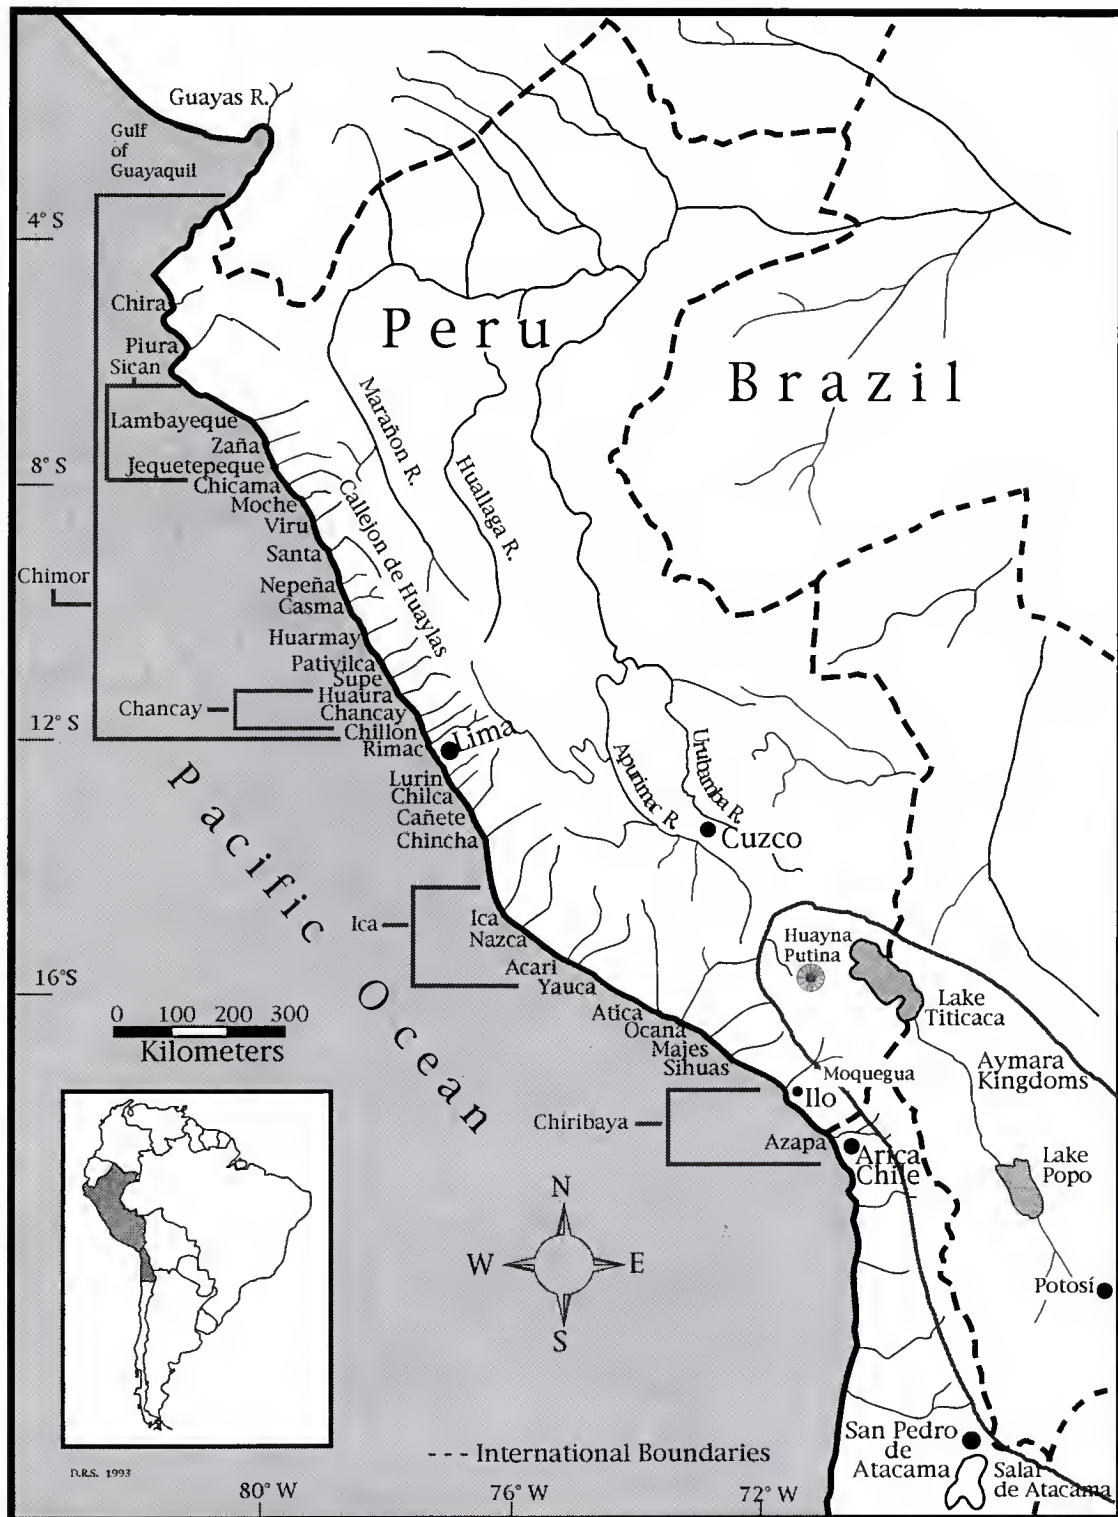 Guayas R.
Gulf
of
Guayaquil
4° S
Chira
Piura
Sican
Lambayeque
Zaña
8° S
Jequetepeque
Chicama
Moche
Viru
Santa
Chimor
Nepeña
Casma
Huarmay
Pativilca
Supe
Huaura
Chancay
Chancay
12° S
Chillon
Rimac
Lima
Lurin
Chilca
Cañete
Chincha
Peru
Brazil
Marañon R.
Huallaga R.
Callejon de Huaylas
Apurimac R.
Urubamba R.
Cuzco
Pacific Ocean
Ica
Ica
Nazca
Acari
Yauca
16°S
Atica
Ocana
Majes
Sihuas
Huayna
Putina
Lake
Titicaca
Aymara
Kingdoms
Moquegua
Ilo
Chiribaya
Azapa
Arica
Chile
Lake
Popo
Potosí
0 100 200 300
Kilometers
N
W E
S
San Pedro
de
Atacama
Salar
de Atacama
--- International Boundaries
D.R.S. 1993
80° W
76° W
72° W